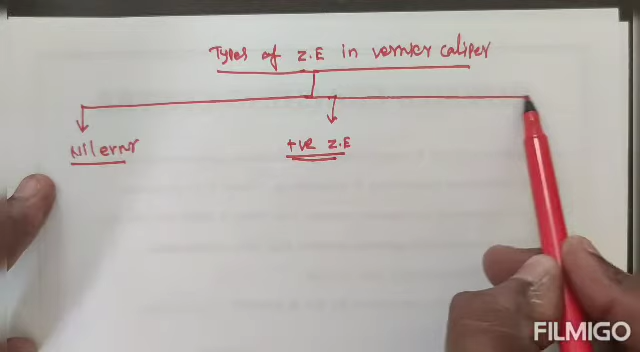 Types of Z.E in vernier caliper
Nil error
+ve Z.E
FILMIGO